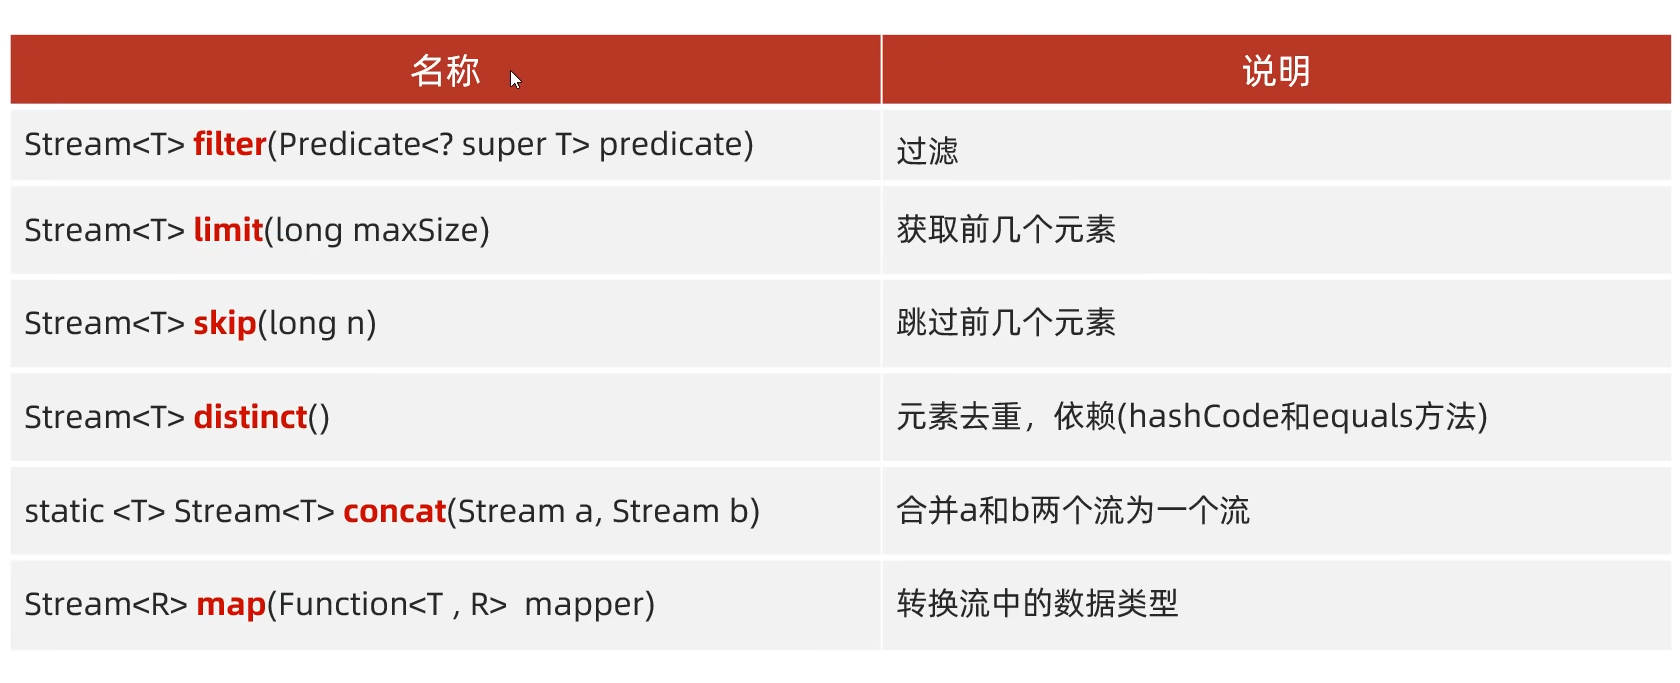 名称 说明
Stream<T> filter(Predicate<? super T> predicate) 过滤
Stream<T> limit(long maxSize) 获取前几个元素
Stream<T> skip(long n) 跳过前几个元素
Stream<T> distinct() 元素去重，依赖(hashCode和equals方法)
static <T> Stream<T> concat(Stream a, Stream b) 合并a和b两个流为一个流
Stream<R> map(Function<T , R>  mapper) 转换流中的数据类型